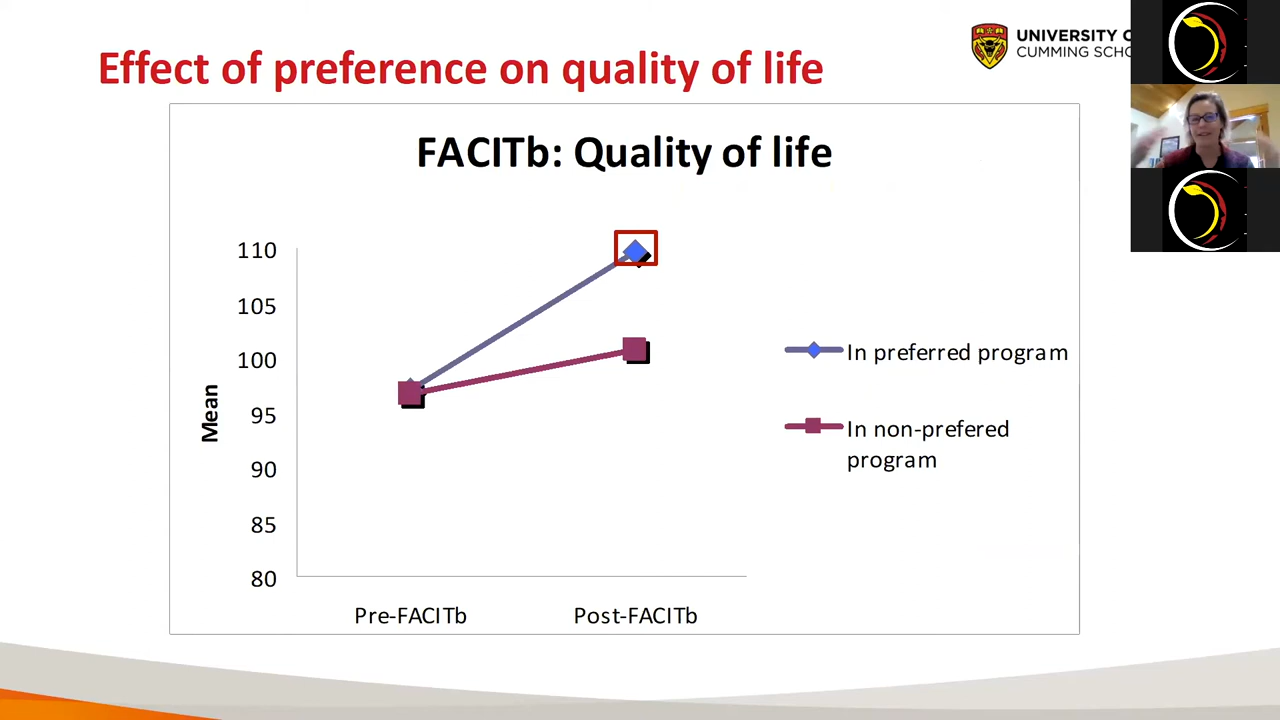 Effect of preference on quality of life
UNIVERSITY O
CUMMING SCHO
FACITb: Quality of life
110
105
100
95
90
85
80
Mean
Pre-FACITb
Post-FACITb
In preferred program
In non-prefered
program